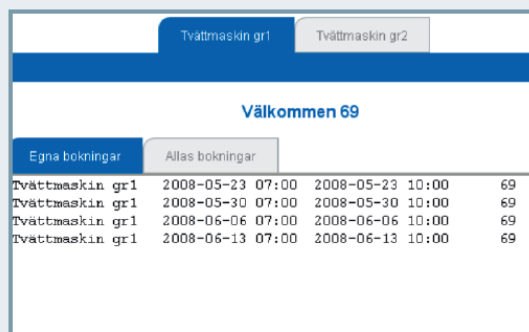 Tvättmaskin gr1 Tvättmaskin gr2
Välkommen 69
Egna bokningar Allas bokningar
Tvättmaskin gr1 2008-05-23 07:00 2008-05-23 10:00 69
Tvättmaskin gr1 2008-05-30 07:00 2008-05-30 10:00 69
Tvättmaskin gr1 2008-06-06 07:00 2008-06-06 10:00 69
Tvättmaskin gr1 2008-06-13 07:00 2008-06-13 10:00 69